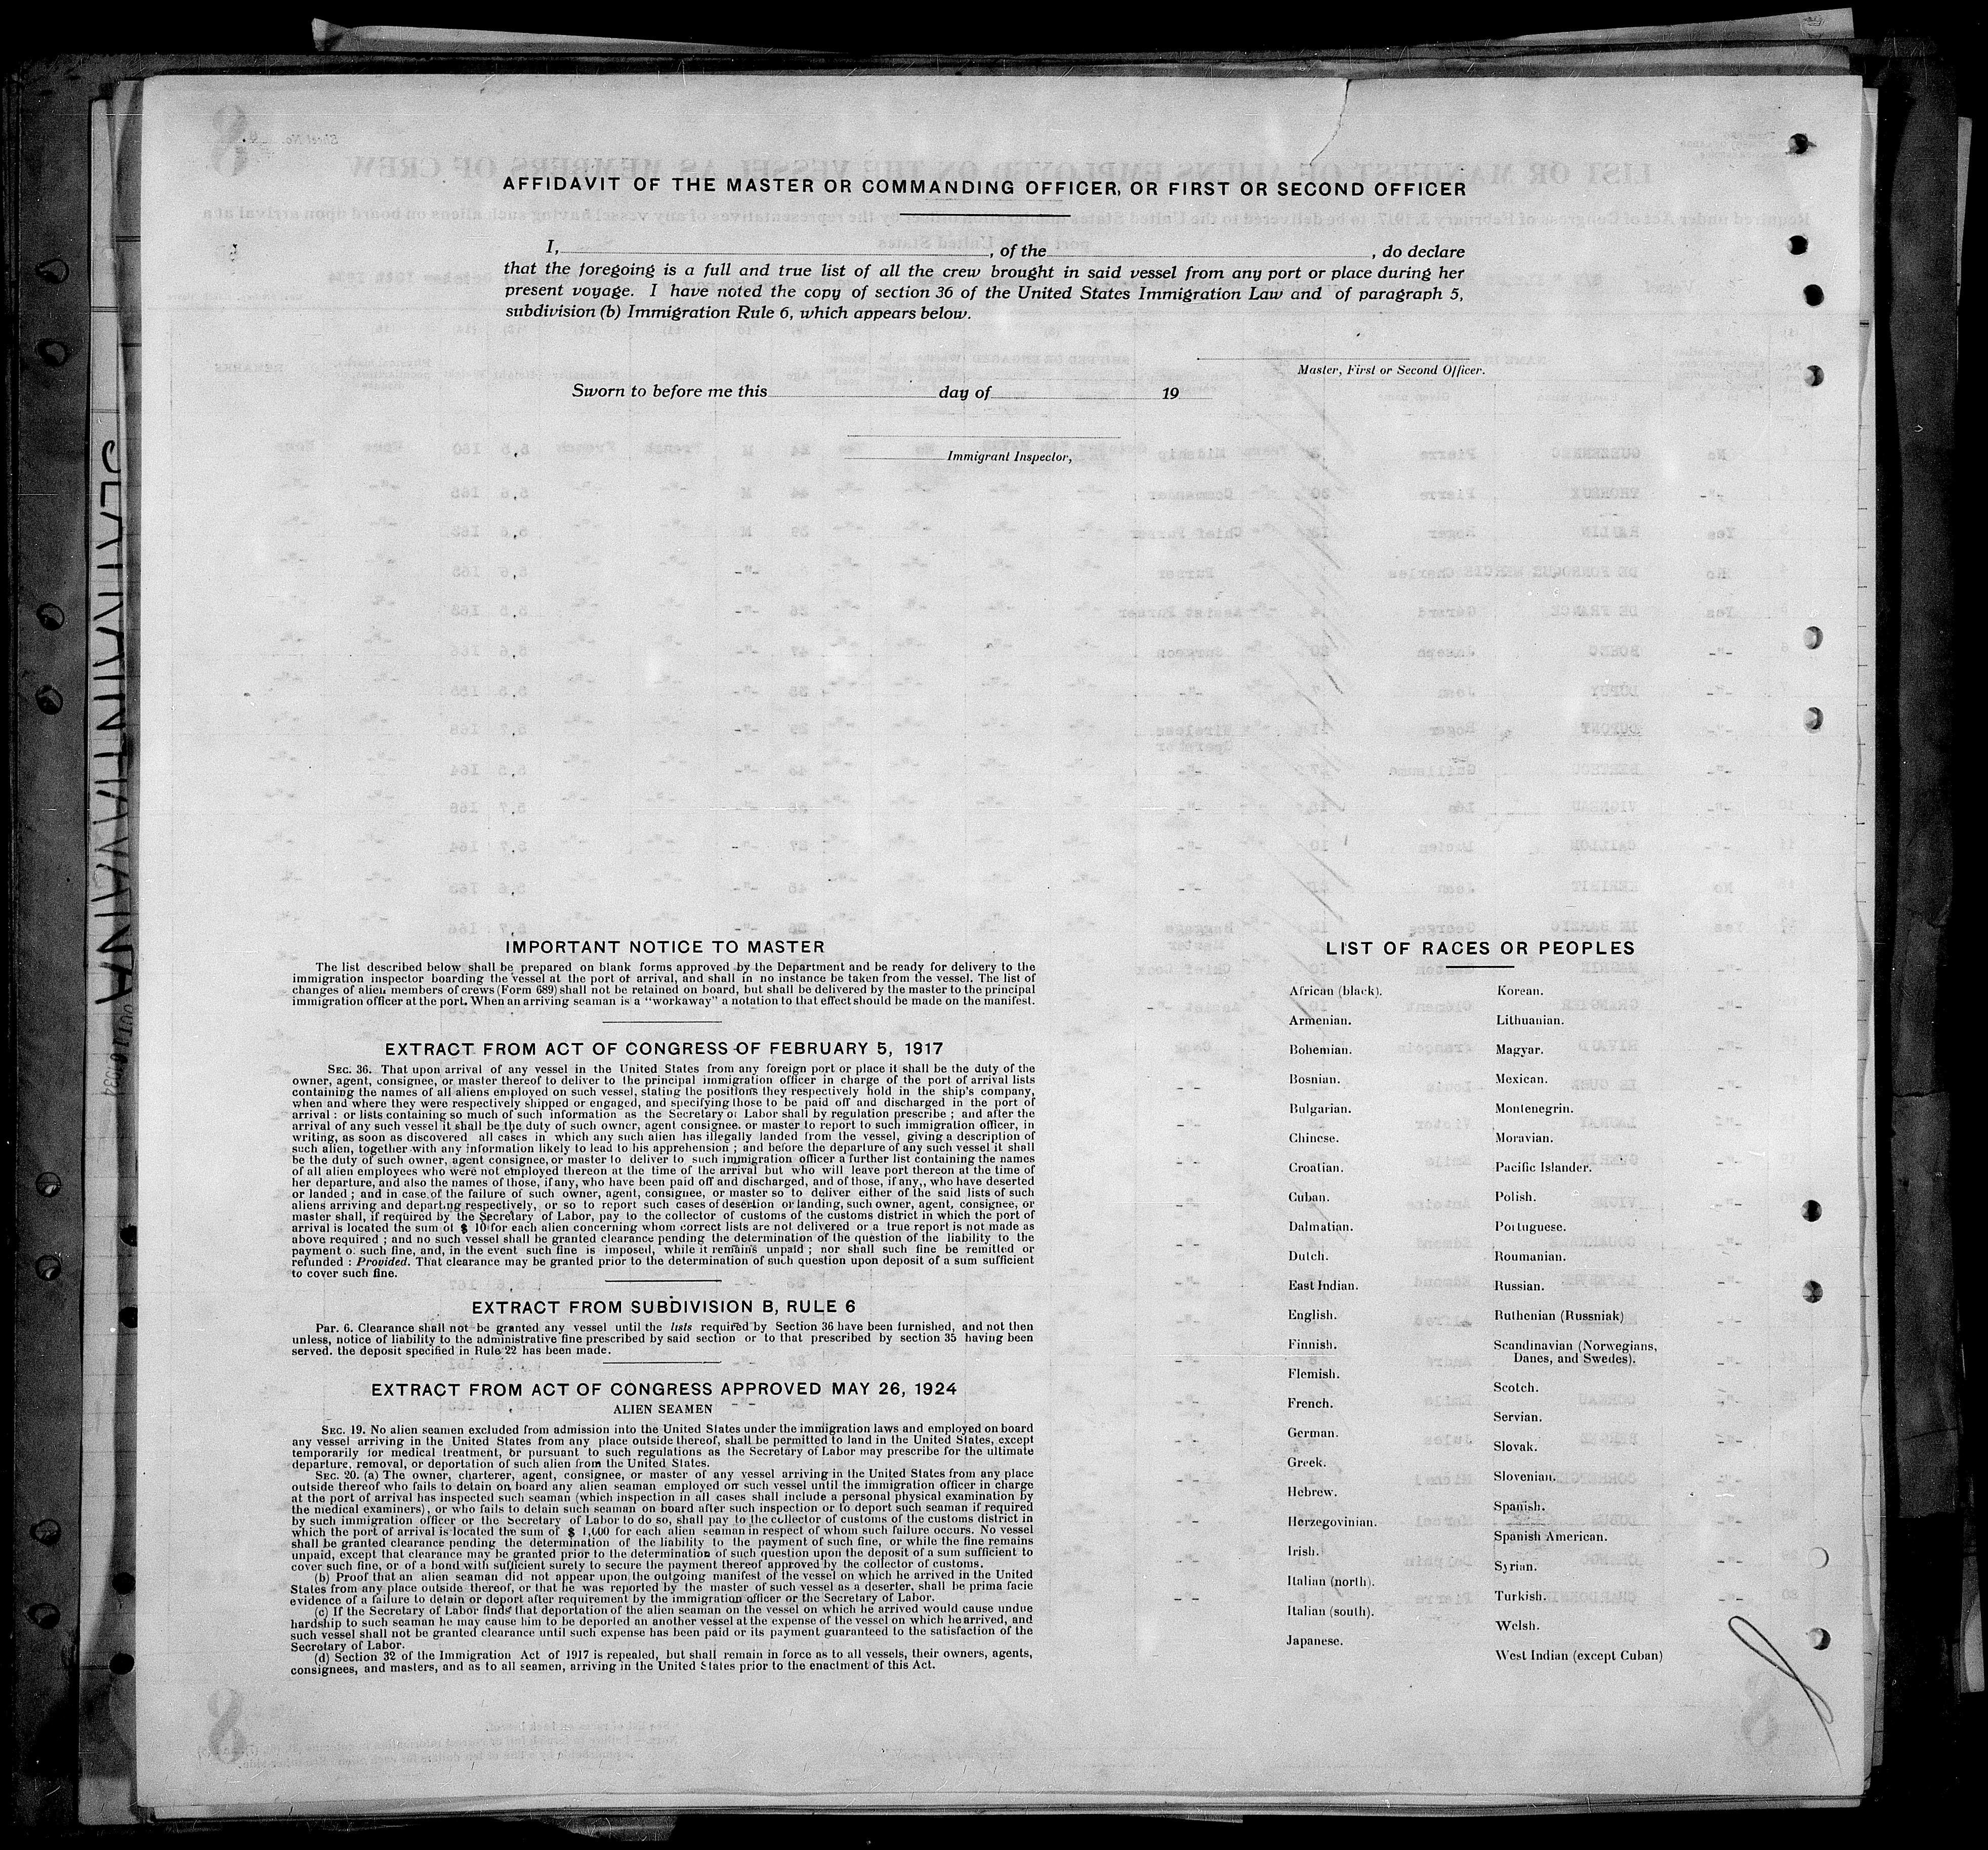 AFFIDAVIT OF THE MASTER OR COMMANDING OFFICER, OR FIRST OR SECOND OFFICER
I, , of the , do declare
that the foregoing is a full and true list of all the crew brought in said vessel from any port or place during her
present voyage. I have noted the copy of section 36 of the United States Immigration Law and of paragraph 5,
subdivision (b) Immigration Rule 6, which appears below.
Master, First or Second Officer.
Sworn to before me this day of 19
Immigrant Inspector,
IMPORTANT NOTICE TO MASTER
The list described below shall be prepared on blank forms approved by the Department and be ready for delivery to the
immigration inspector boarding the vessel at the port of arrival, and shall in no instance be taken from the vessel. The list of
changes of alien members of crews (Form 689) shall not be retained on board, but shall be delivered by the master to the principal
immigration officer at the port. When an arriving seaman is a "workaway" a notation to that effect should be made on the manifest.
EXTRACT FROM ACT OF CONGRESS OF FEBRUARY 5, 1917
SEC. 36. That upon arrival of any vessel in the United States from any foreign port or place it shall be the duty of the
owner, agent, consignee, or master thereof to deliver to the principal immigration officer in charge of the port of arrival lists
containing the names of all aliens employed on such vessel, stating the positions they respectively hold in the ship's company,
when and where they were respectively shipped or engaged, and specifying those to be paid off and discharged in the port of
arrival : or lists containing so much of such information as the Secretary of Labor shall by regulation prescribe ; and after the
arrival of any such vessel it shall be the duty of such owner, agent consignee. or master to report to such immigration officer, in
writing, as soon as discovered all cases in which any such alien has illegally landed from the vessel, giving a description of
such alien, together with any information likely to lead to his apprehension ; and before the departure of any such vessel it shall
be the duty of such owner, agent consignee, or master to deliver to such immigration officer a further list containing the names
of all alien employees who were not employed thereon at the time of the arrival but who will leave port thereon at the time of
her departure, and also the names of those, if any, who have been paid off and discharged, and of those, if any,, who have deserted
or landed ; and in case of the failure of such owner, agent, consignee, or master so to deliver either of the said lists of such
aliens arriving and departing respectively, or so to report such cases of desertion or landing, such owner, agent, consignee, or
master shall, if required by the Secretary of Labor, pay to the collector of customs of the customs district in which the port of
arrival is located the sum of $ 10 for each alien concerning whom correct lists are not delivered or a true report is not made as
above required ; and no such vessel shall be granted clearance pending the determination of the question of the liability to the
payment of such fine, and, in the event such fine is imposed, while it remains unpaid ; nor shall such fine be remitted or
refunded : Provided. That clearance may be granted prior to the determination of such question upon deposit of a sum sufficient
to cover such fine.
EXTRACT FROM SUBDIVISION B, RULE 6
Par. 6. Clearance shall not be granted any vessel until the lists required by Section 36 have been furnished, and not then
unless, notice of liability to the administrative fine prescribed by said section or to that prescribed by section 35 having been
served. the deposit specified in Rule 22 has been made.
EXTRACT FROM ACT OF CONGRESS APPROVED MAY 26, 1924
ALIEN SEAMEN
SEC. 19. No alien seamen excluded from admission into the United States under the immigration laws and employed on board
any vessel arriving in the United States from any place outside thereof, shall be permitted to land in the United States, except
temporarily for medical treatment, or pursuant to such regulations as the Secretary of Labor may prescribe for the ultimate
departure, removal, or deportation of such alien from the United States.
SEC. 20. (a) The owner, charterer, agent, consignee, or master of any vessel arriving in the United States from any place
outside thereof who fails to detain on board any alien seaman employed on such vessel until the immigration officer in charge
at the port of arrival has inspected such seaman (which inspection in all cases shall include a personal physical examination by
the medical examiners), or who fails to detain such seaman on board after such inspection or to deport such seaman if required
by such immigration officer or the Secretary of Labor to do so, shall pay to the collector of customs of the customs district in
which the port of arrival is located the sum of $ 1,000 for each alien seaman in respect of whom such failure occurs. No vessel
shall be granted clearance pending the determination of the liability to the payment of such fine, or while the fine remains
unpaid, except that clearance may be granted prior to the determination of such question upon the deposit of a sum sufficient to
cover such fine, or of a bond with sufficient surety to secure the payment thereof approved by the collector of customs.
(b) Proof that an alien seaman did not appear upon the outgoing manifest of the vessel on which he arrived in the United
States from any place outside thereof, or that he was reported by the master of such vessel as a deserter, shall be prima facie
evidence of a failure to detain or deport after requirement by the immigration officer or the Secretary of Labor.
(c) If the Secretary of Labor finds that deportation of the alien seaman on the vessel on which he arrived would cause undue
hardship to such seaman he may cause him to be deported an another vessel at the expense of the vessel on which he arrived, and
such vessel shall not be granted clearance until such expense has been paid or its payment guaranteed to the satisfaction of the
Secretary of Labor.
(d) Section 32 of the Immigration Act of 1917 is repealed, but shall remain in force as to all vessels, their owners, agents,
consignees, and masters, and as to all seamen, arriving in the United States prior to the enactment of this Act.
LIST OF RACES OR PEOPLES
African (black).
Armenian.
Bohemian.
Bosnian.
Bulgarian.
Chinese.
Croatian.
Cuban.
Dalmatian.
Dutch.
East Indian.
English.
Finnish.
Flemish.
French.
German.
Greek.
Hebrew.
Herzegovinian.
Irish.
Italian (north).
Italian (south).
Japanese.
Korean.
Lithuanian.
Magyar.
Mexican.
Montenegrin.
Moravian.
Pacific Islander.
Polish.
Portuguese.
Roumanian.
Russian.
Ruthenian (Russniak)
Scandinavian (Norwegians,
Danes, and Swedes).
Scotch.
Servian.
Slovak.
Slovenian.
Spanish.
Spanish American.
Syrian.
Turkish.
Welsh.
West Indian (except Cuban)